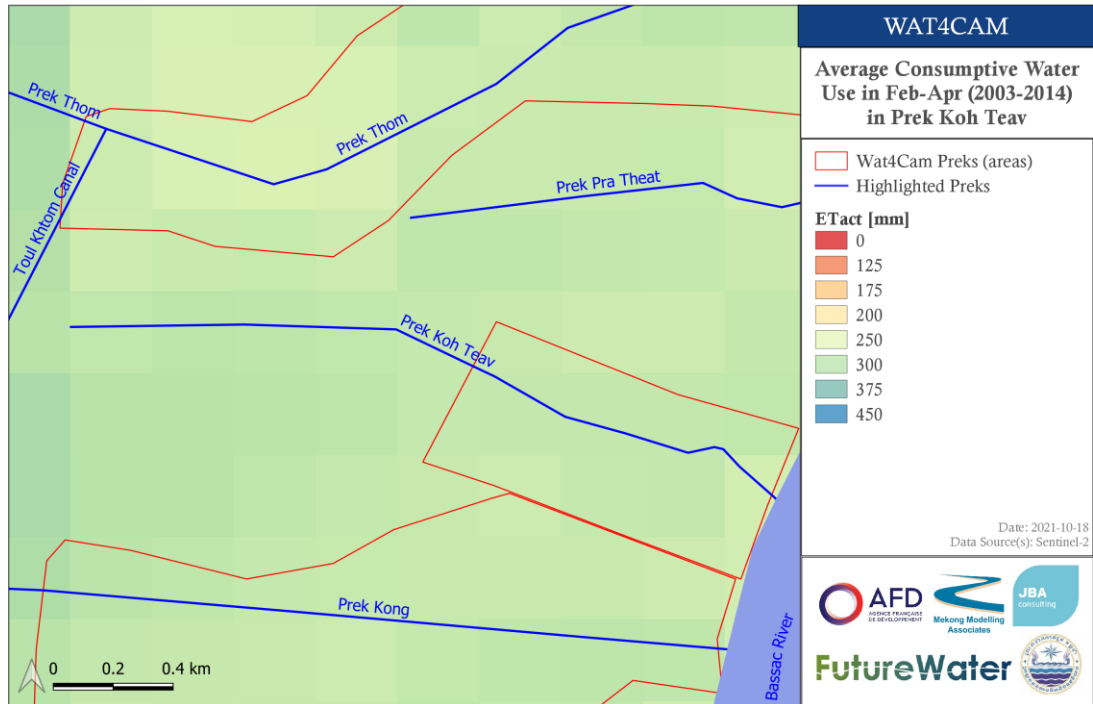 WAT4CAM
Average Consumptive Water
Use in Feb-Apr (2003-2014)
in Prek Koh Teav
Wat4Cam Preks (areas)
Highlighted Preks
ETact [mm]
0
125
175
200
250
300
375
450
Date: 2021-10-18
Data Source(s): Sentinel-2
AFD
AGENCE FRANÇAISE
DE DÉVELOPPEMENT
Mekong Modelling
Associates
JBA
consulting
FutureWater
Prek Thom
Prek Thom
Toul Khtom Canal
Prek Pra Theat
Prek Koh Teav
Prek Kong
Bassac River
0 0.2 0.4 km